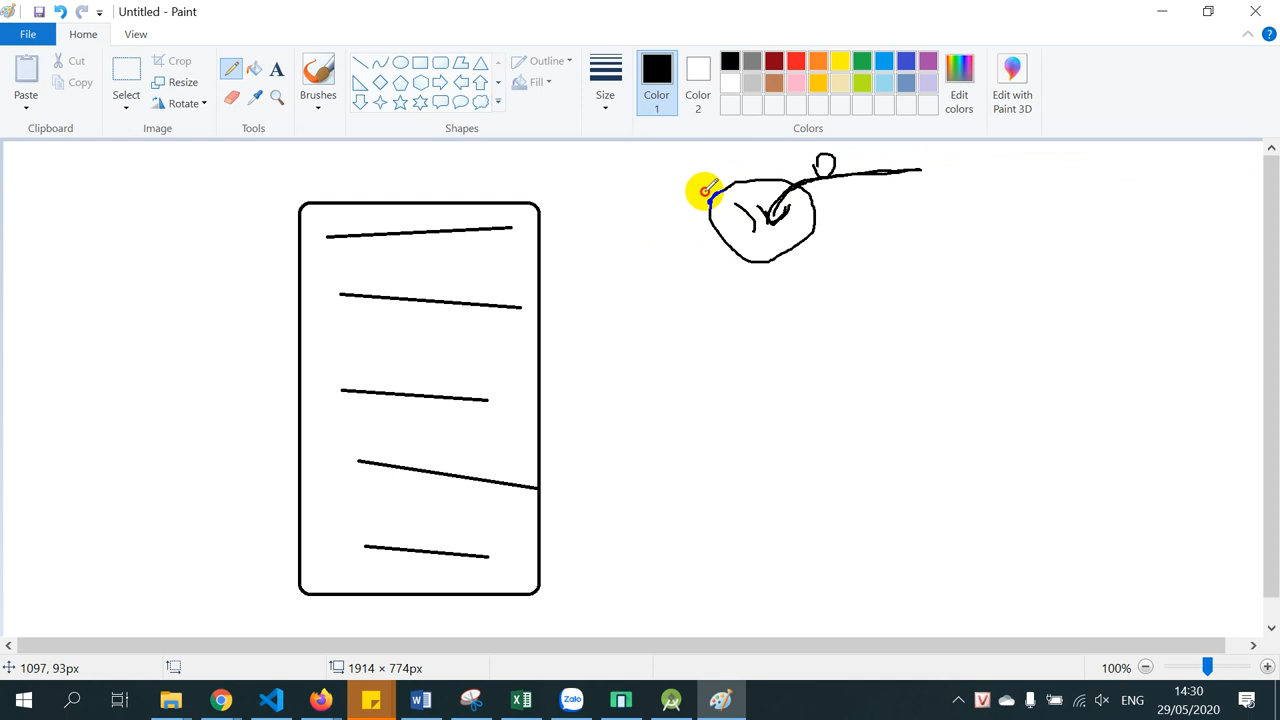 Untitled - Paint
File
Home
View
Paste
Cut
Copy
Clipboard
Select
Crop
Resize
Rotate
Image
A
Tools
Brushes
Outline
Fill
Shapes
Size
Color
1
Color
2
Edit
colors
Colors
Edit with
Paint 3D
?
1097, 93px
1914 × 774px
100%
Zalo
V
ENG
14:30
29/05/2020